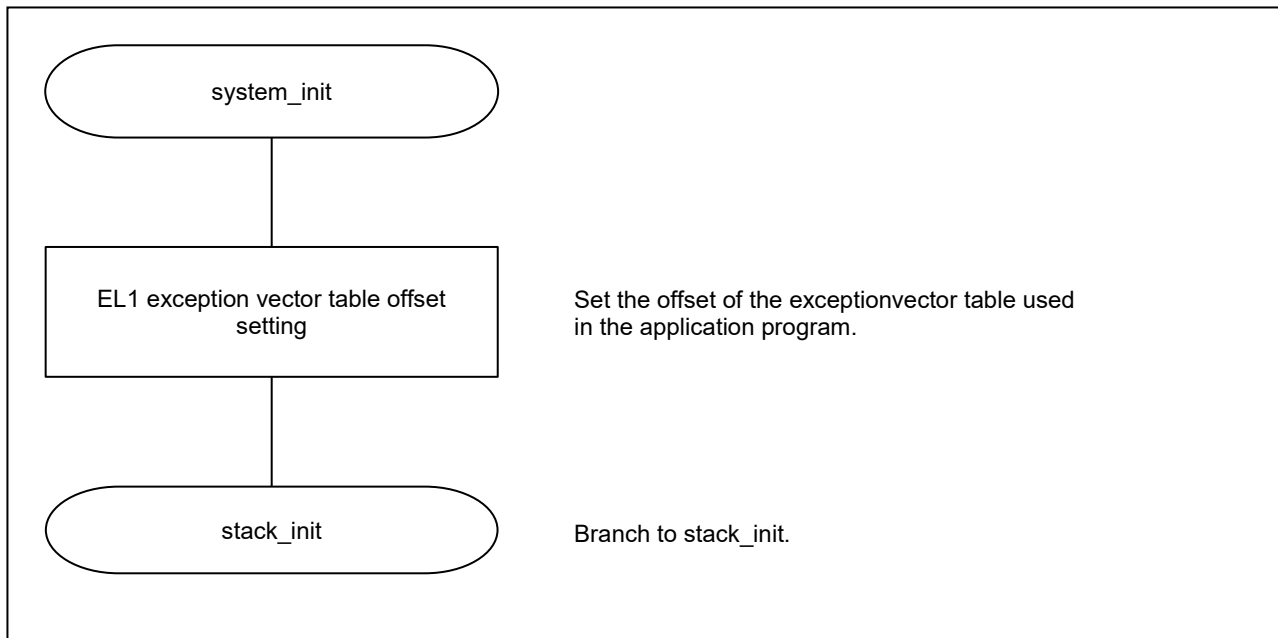 system_init
EL1 exception vector table offset
setting
Set the offset of the exceptionvector table used
in the application program.
stack_init
Branch to stack_init.